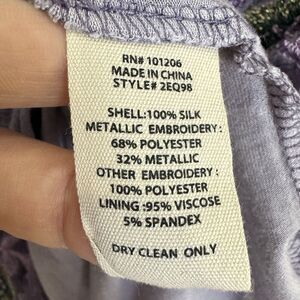 RN# 101206
MADE IN CHINA
STYLE# 2EQ98
SHELL:100% SILK
METALLIC EMBROIDERY:
68% POLYESTER
32% METALLIC
OTHER EMBROIDERY:
100% POLYESTER
LINING :95% VISCOSE
5% SPANDEX
DRY CLEAN ONLY